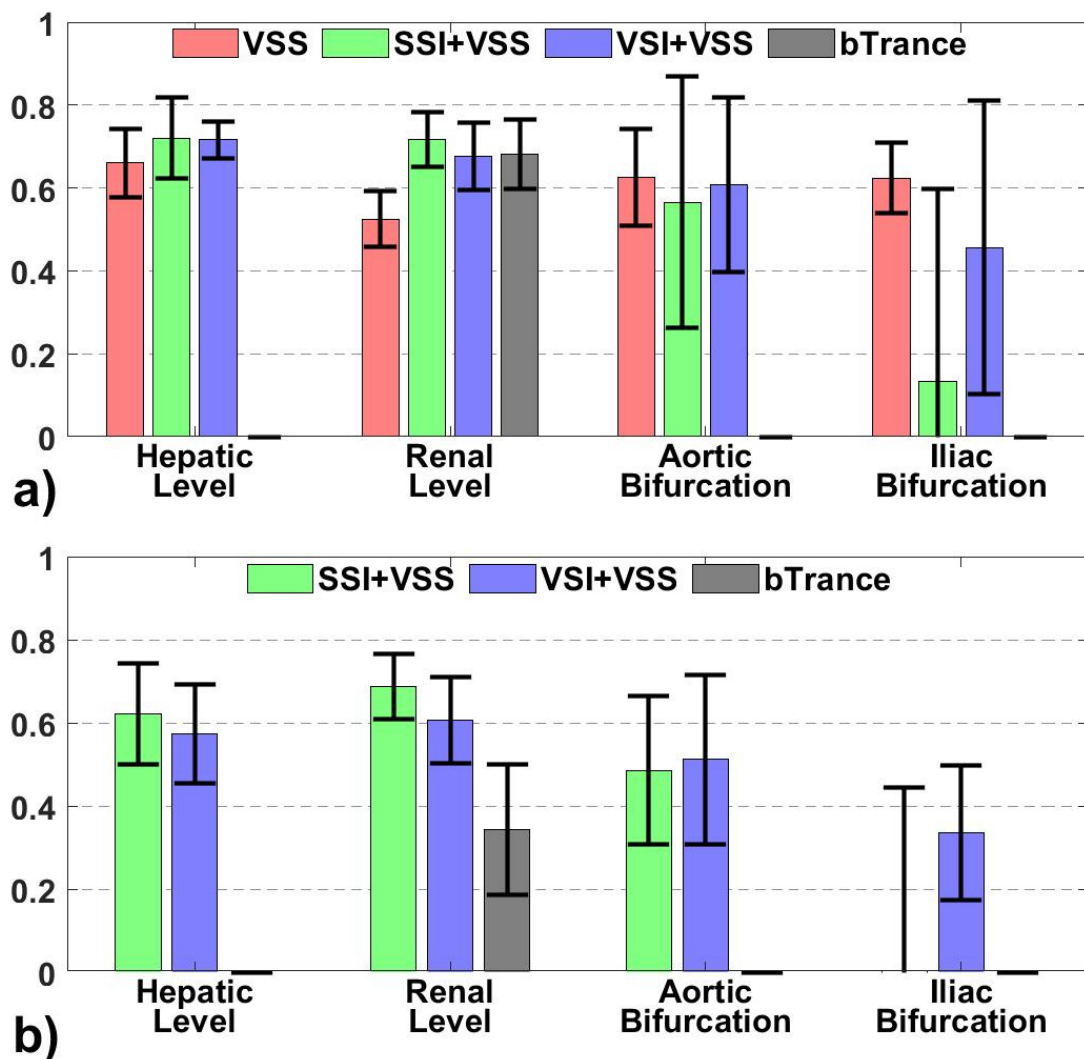 1
VSS SSI+VSS VSI+VSS bTrance
0.8
0.6
0.4
0.2
0
Hepatic Renal Aortic Iliac
Level Level Bifurcation Bifurcation
a)
1
SSI+VSS VSI+VSS bTrance
0.8
0.6
0.4
0.2
0
Hepatic Renal Aortic Iliac
Level Level Bifurcation Bifurcation
b)